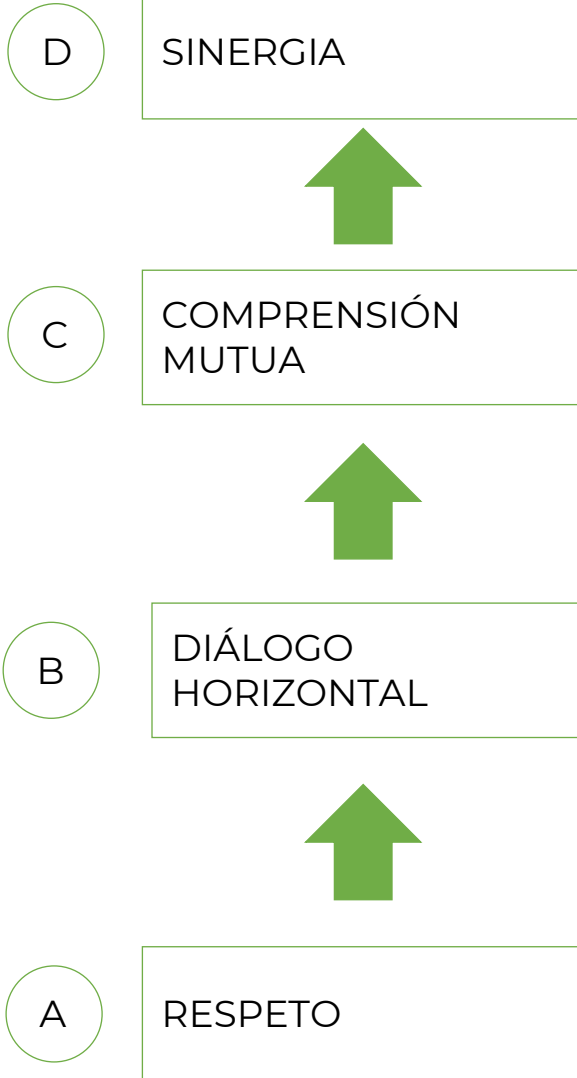 D
SINERGIA
C
COMPRENSIÓN
MUTUA
B
DIÁLOGO
HORIZONTAL
A
RESPETO